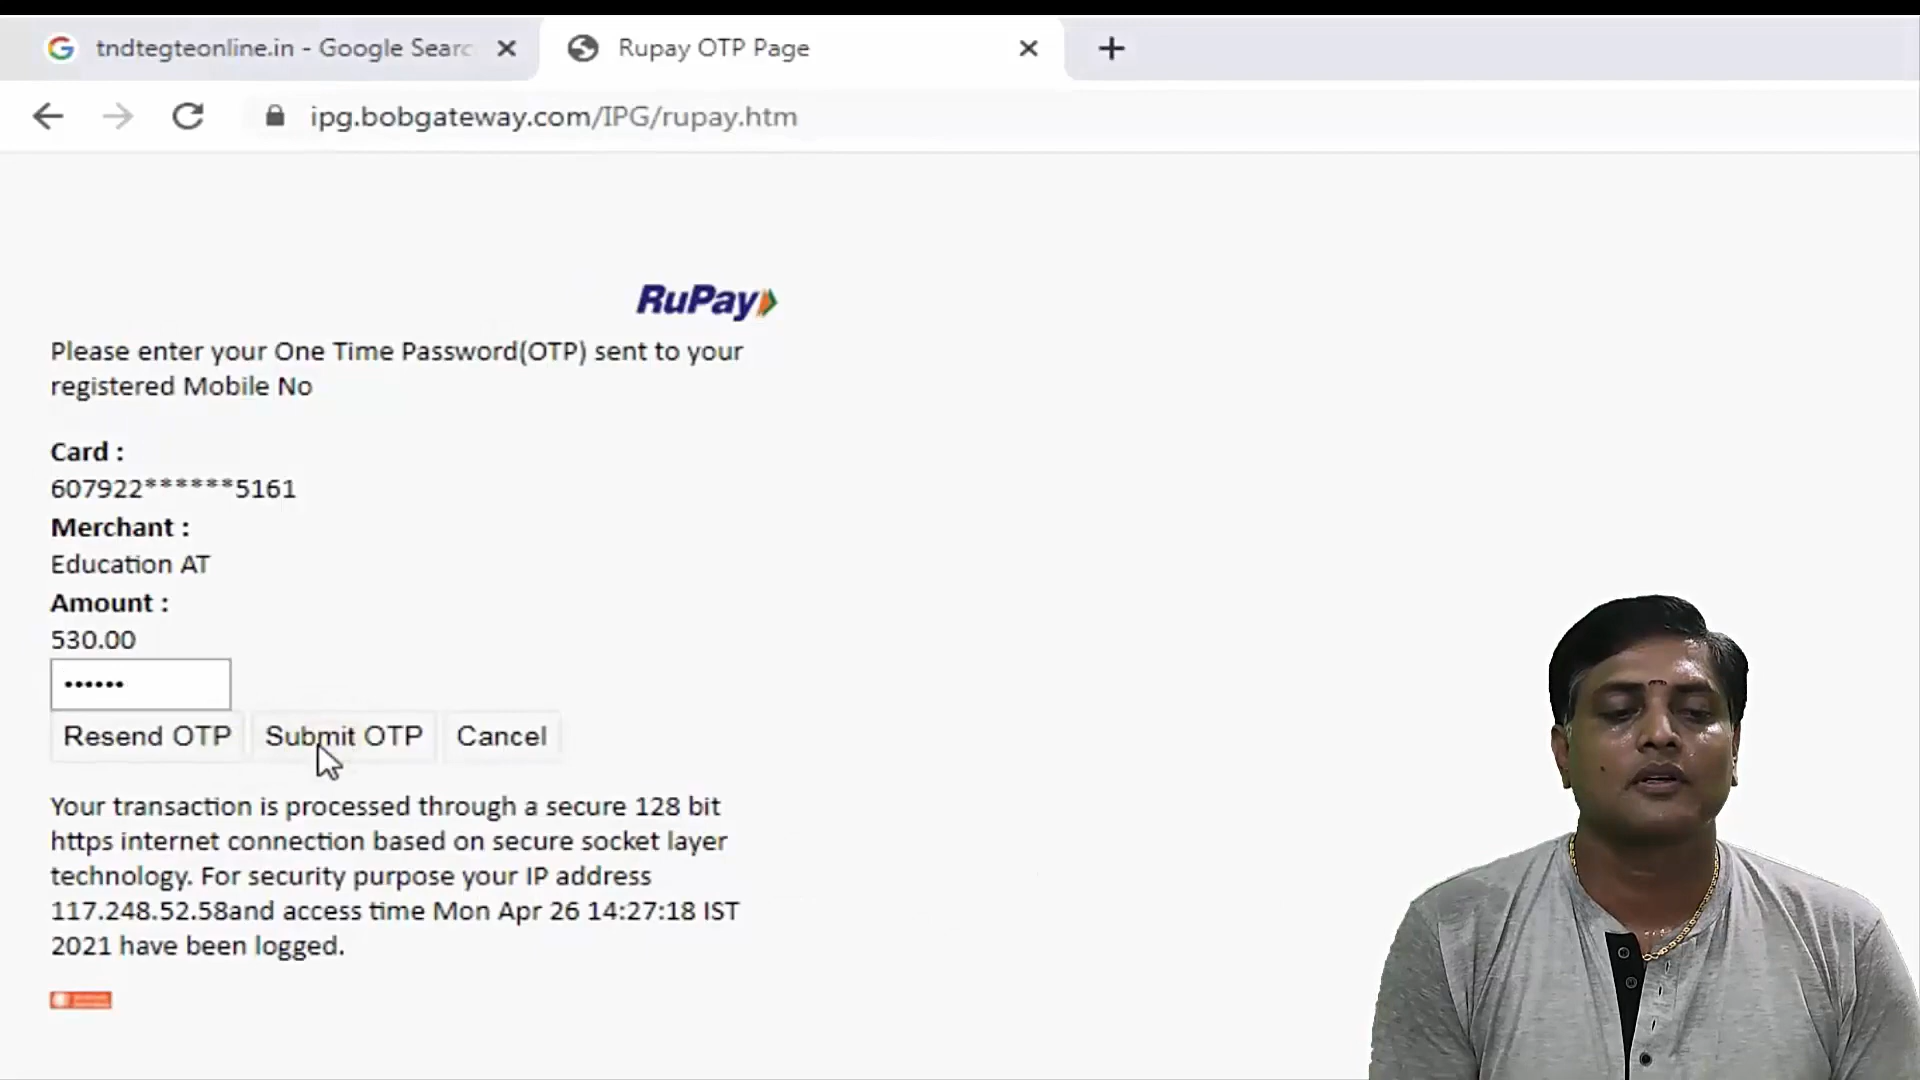 tndtegteonline.in - Google Searc
Rupay OTP Page
ipg.bobgateway.com/IPG/rupay.htm
RuPay
Please enter your One Time Password(OTP) sent to your
registered Mobile No
Card :
607922******5161
Merchant :
Education AT
Amount :
530.00
••••••
Resend OTP Submit OTP Cancel
Your transaction is processed through a secure 128 bit
https internet connection based on secure socket layer
technology. For security purpose your IP address
117.248.52.58and access time Mon Apr 26 14:27:18 IST
2021 have been logged.